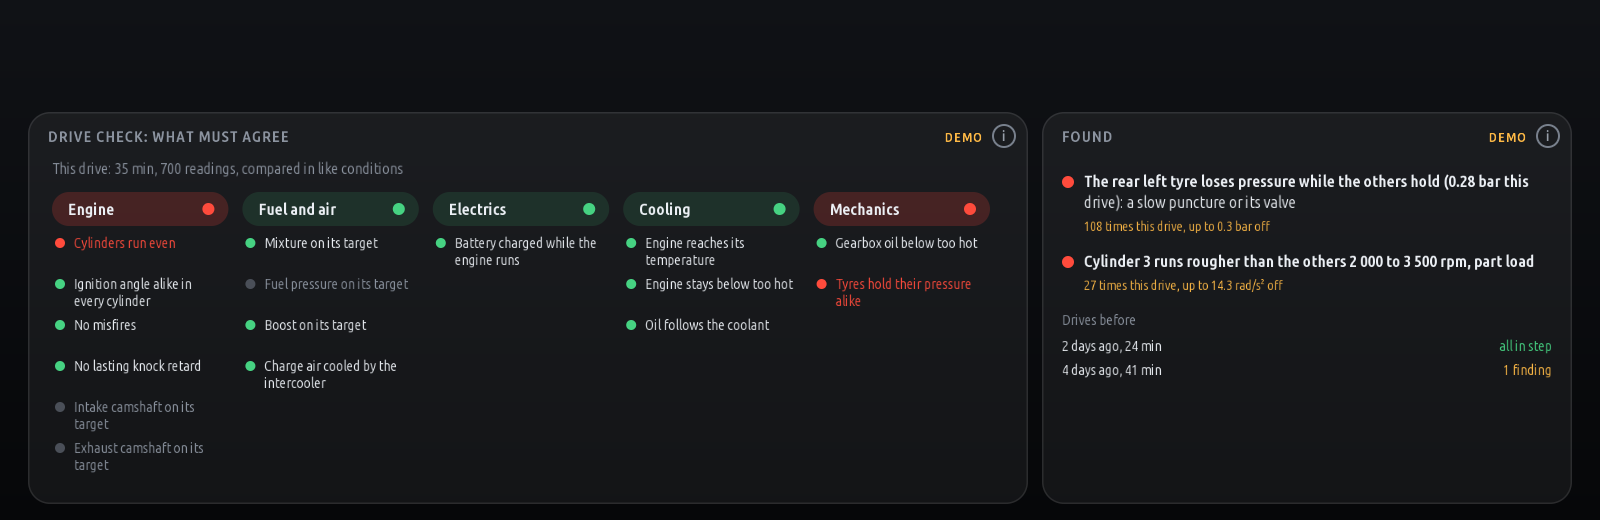 DRIVE CHECK: WHAT MUST AGREE
DEMO
i
This drive: 35 min, 700 readings, compared in like conditions
Engine
Cylinders run even
Ignition angle alike in
every cylinder
No misfires
No lasting knock retard
Intake camshaft on its
target
Exhaust camshaft on its
target
Fuel and air
Mixture on its target
Fuel pressure on its target
Boost on its target
Charge air cooled by the
intercooler
Electrics
Battery charged while the
engine runs
Cooling
Engine reaches its
temperature
Engine stays below too hot
Oil follows the coolant
Mechanics
Gearbox oil below too hot
Tyres hold their pressure
alike
FOUND
DEMO
i
The rear left tyre loses pressure while the others hold (0.28 bar this
drive): a slow puncture or its valve
108 times this drive, up to 0.3 bar off
Cylinder 3 runs rougher than the others 2 000 to 3 500 rpm, part load
27 times this drive, up to 14.3 rad/s² off
Drives before
2 days ago, 24 min all in step
4 days ago, 41 min 1 finding